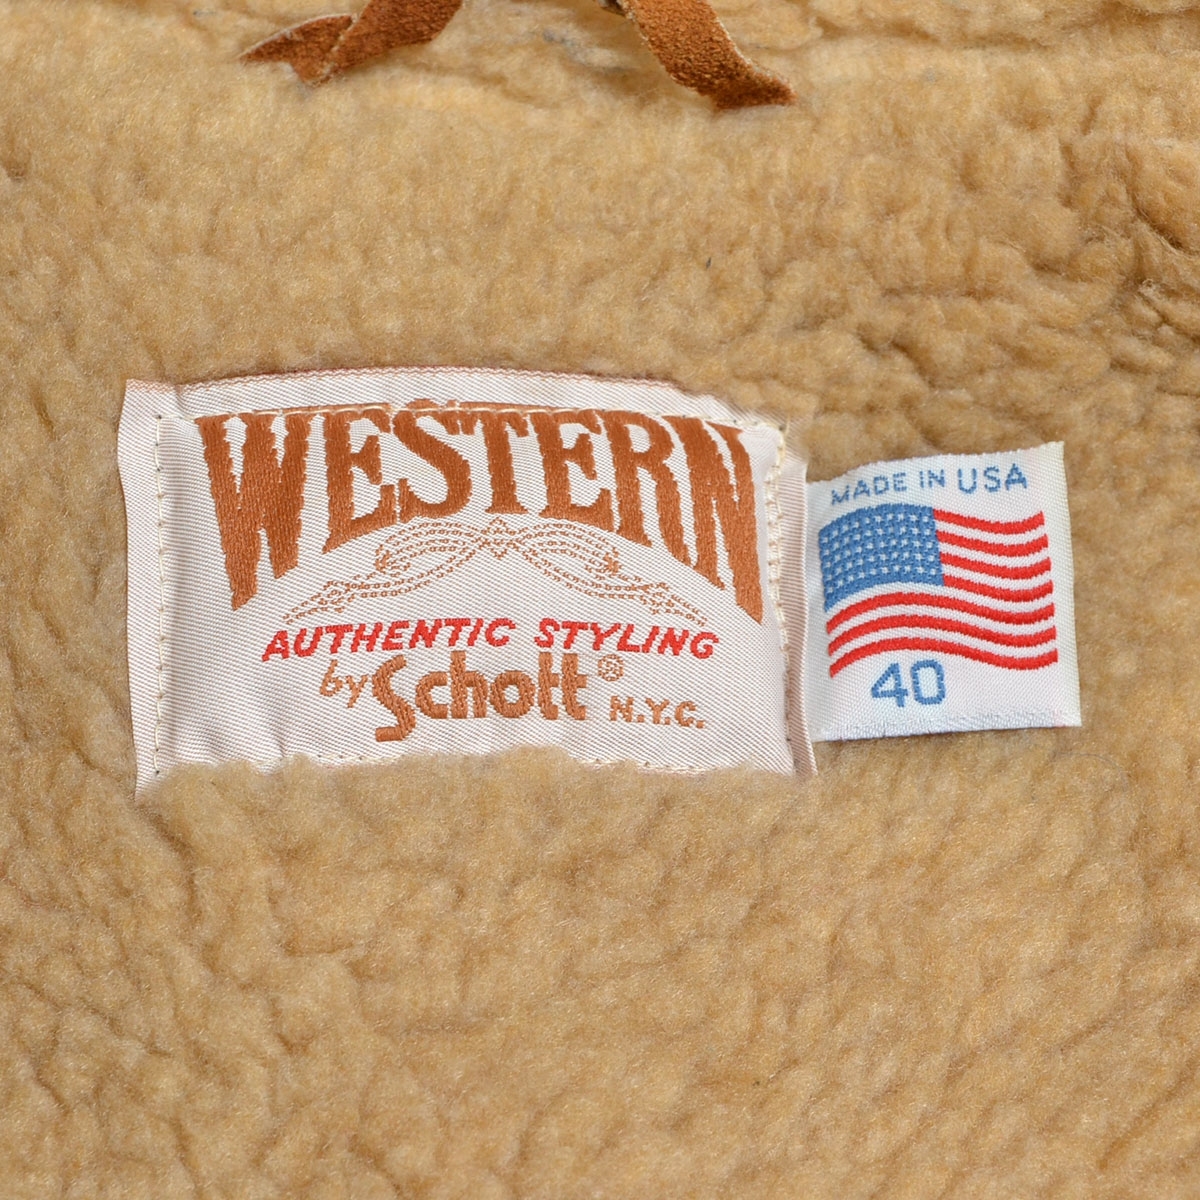 WESTERN
AUTHENTIC STYLING
by Schott® N.Y.C.
MADE IN USA
40